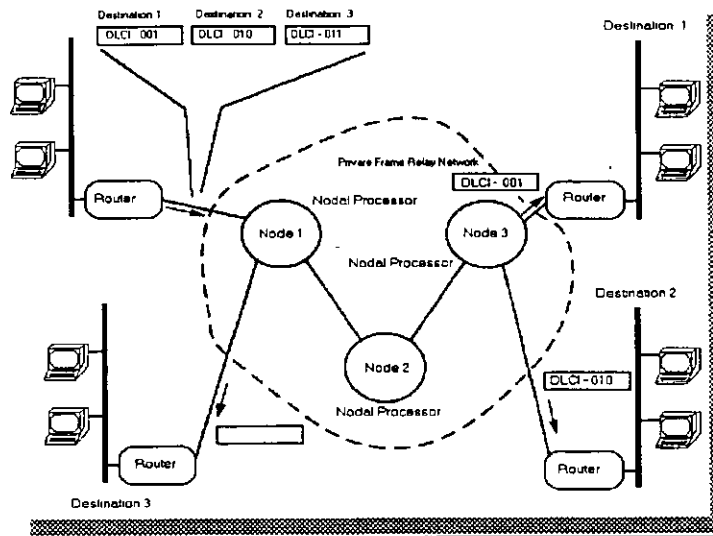 Destination 1 Destination 2 Destination 3
DLCI 001 DLCI 010 DLCI - 011
Destination 1
Private Frame Relay Network
DLCI - 001
Router
Nodal Processor
Router
Node 1
Node 3
Nodal Processor
Destination 2
Node 2
DLCI - 010
Nodal Processor
Router
Router
Destination 3